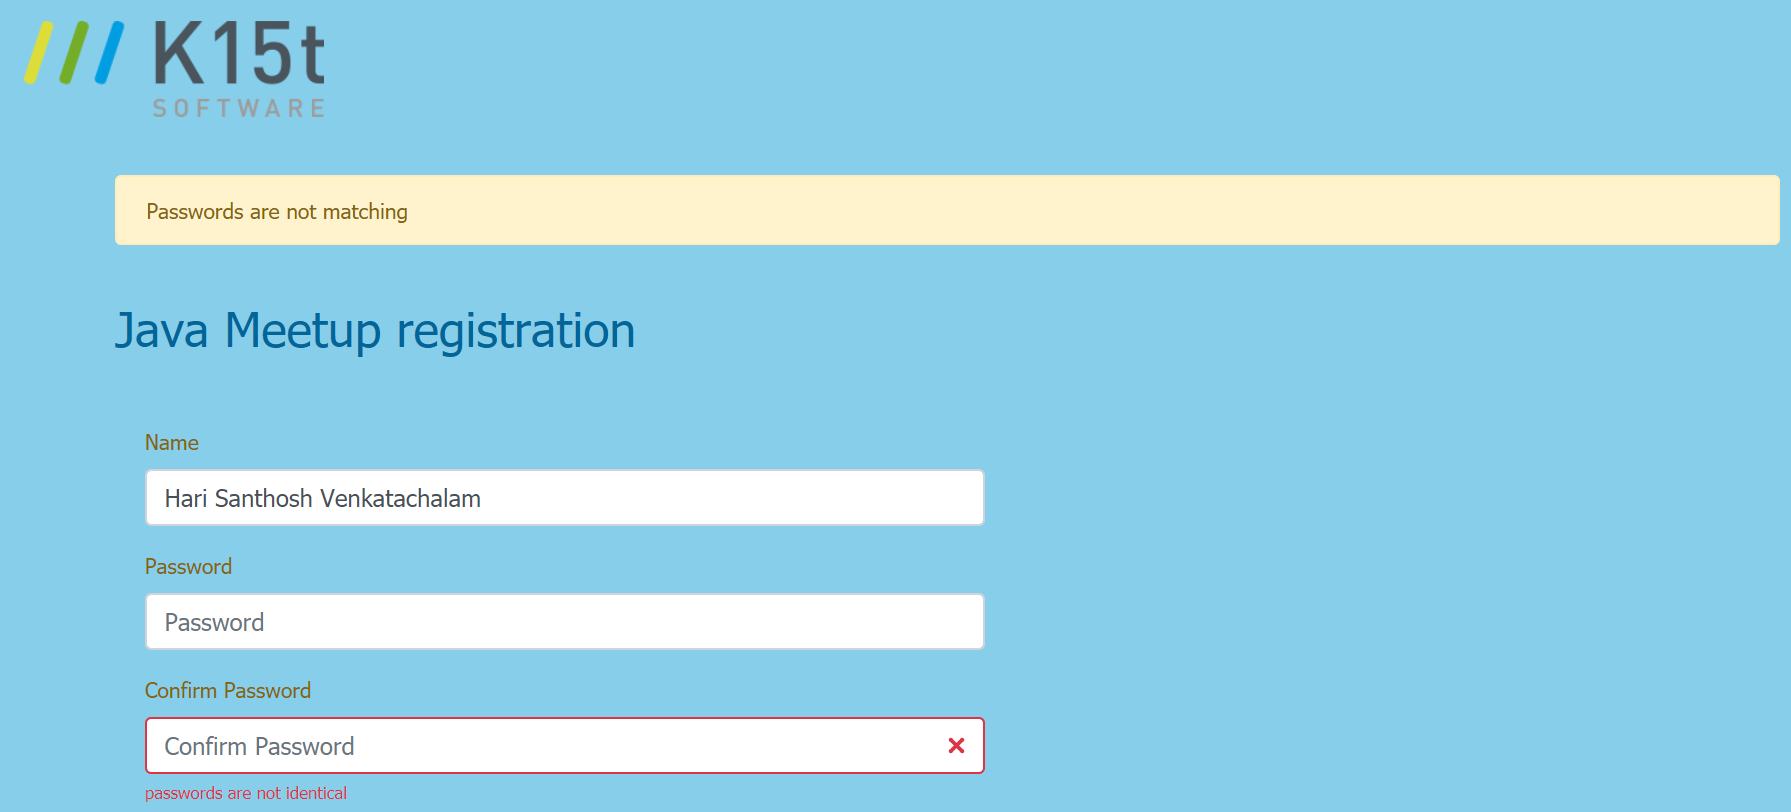 K15t
SOFTWARE
Passwords are not matching
Java Meetup registration
Name
Hari Santhosh Venkatachalam
Password
Password
Confirm Password
Confirm Password
passwords are not identical